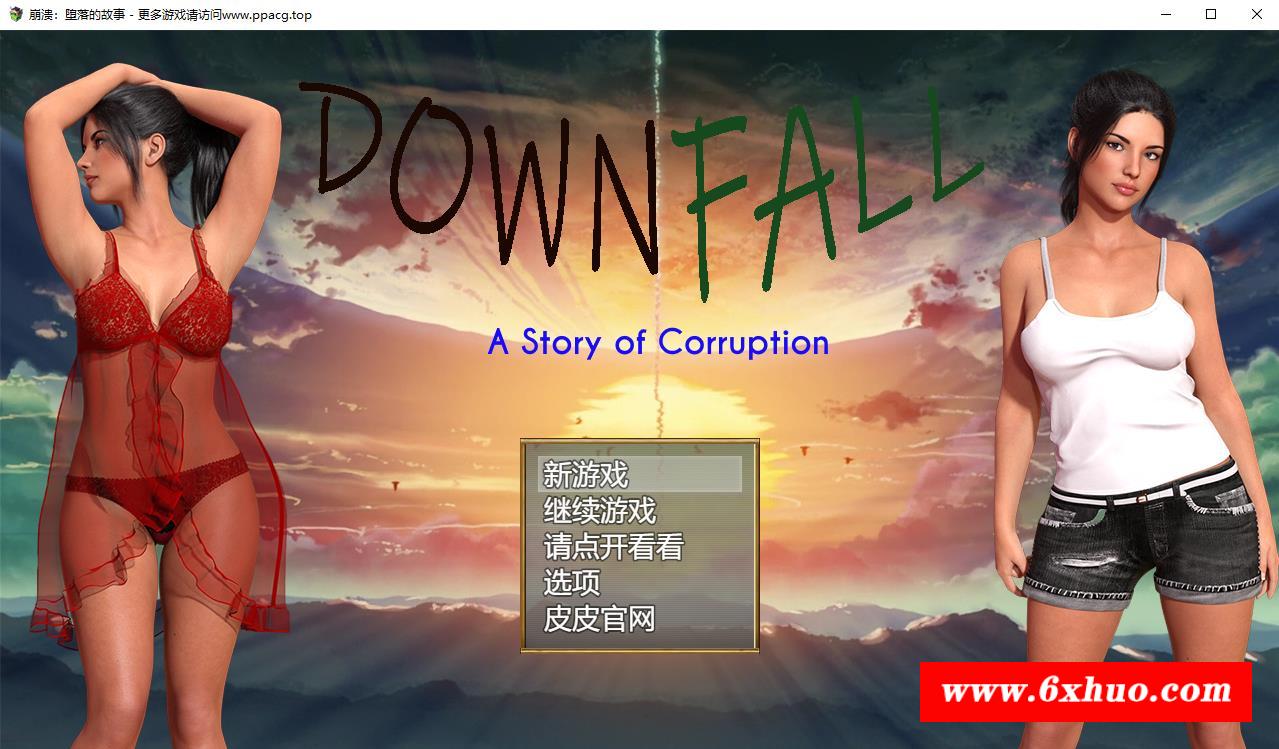 崩溃：堕落的故事 - 更多游戏请访问www.ppacg.top
DOWNFALL
A Story of Corruption
新游戏
继续游戏
请点开看看
选项
皮皮官网
www.6xhuo.com